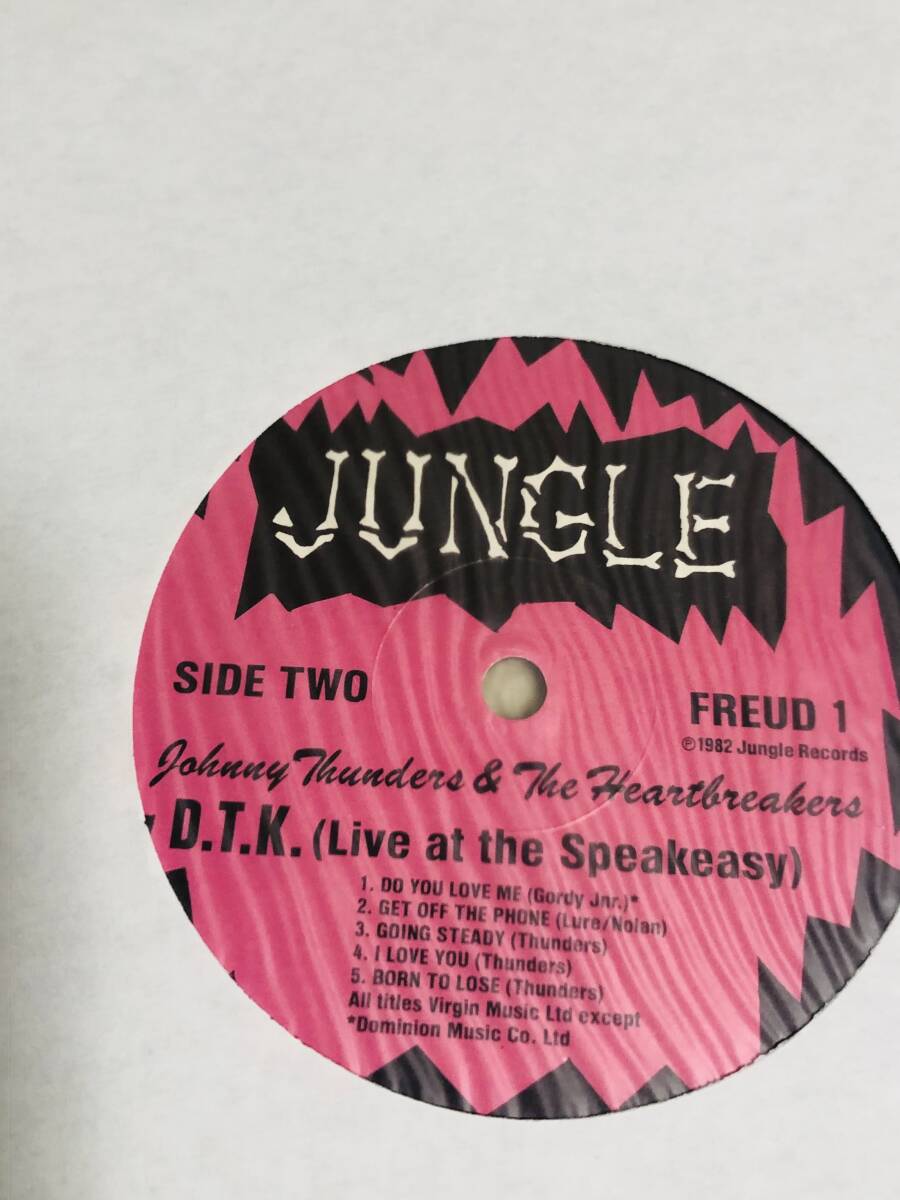 JUNGLE
SIDE TWO
FREUD 1
℗1982 Jungle Records
Johnny Thunders & The Heartbreakers
D.T.K. (Live at the Speakeasy)
1. DO YOU LOVE ME (Gordy Jnr.)*
2. GET OFF THE PHONE (Lure/Nolan)
3. GOING STEADY (Thunders)
4. I LOVE YOU (Thunders)
5. BORN TO LOSE (Thunders)
All titles Virgin Music Ltd except
*Dominion Music Co. Ltd